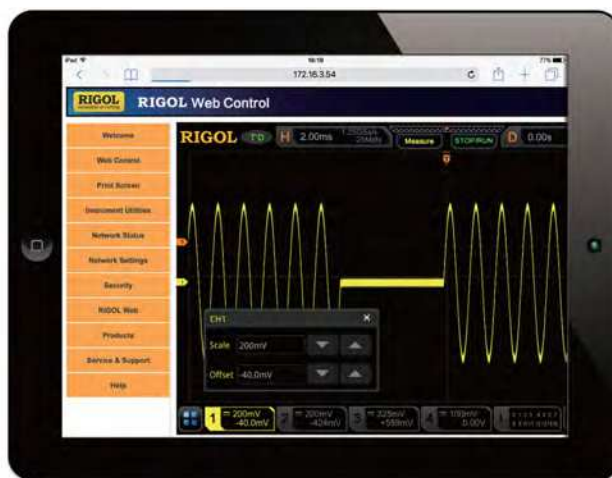 iPad
16:19
77%
172.16.3.54
RIGOL
RIGOL Web Control
Welcome
Web Control
Print Screen
Instrument Utilities
Network Status
Network Settings
Security
RIGOL Web
Products
Service & Support
Help
RIGOL T'D H 2.00ms Measure STOP/RUN D 0.00s
CH1
Scale 200mV
Offset -40.0mV
1 200mV
-40.0mV
2 200mV
-424mV
3
4
0.00V